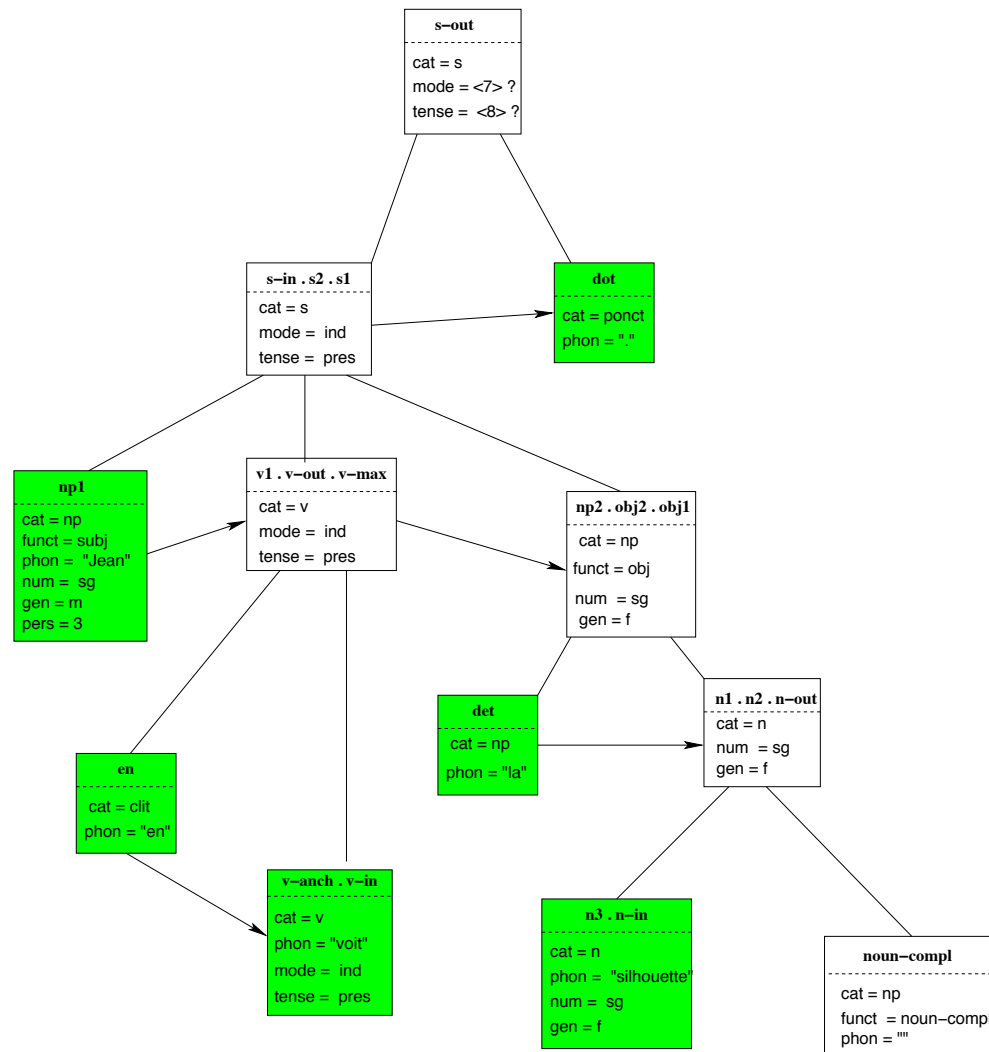 s–out
cat = s
mode = <7> ?
tense = <8> ?
s–in . s2 . s1
cat = s
mode = ind
tense = pres
dot
cat = ponct
phon = "."
np1
cat = np
funct = subj
phon = "Jean"
num = sg
gen = m
pers = 3
v1 . v–out . v–max
cat = v
mode = ind
tense = pres
np2 . obj2 . obj1
cat = np
funct = obj
num = sg
gen = f
det
cat = np
phon = "la"
n1 . n2 . n–out
cat = n
num = sg
gen = f
en
cat = clit
phon = "en"
v–anch . v–in
cat = v
phon = "voit"
mode = ind
tense = pres
n3 . n–in
cat = n
phon = "silhouette"
num = sg
gen = f
noun–compl
cat = np
funct = noun–compl
phon = ""